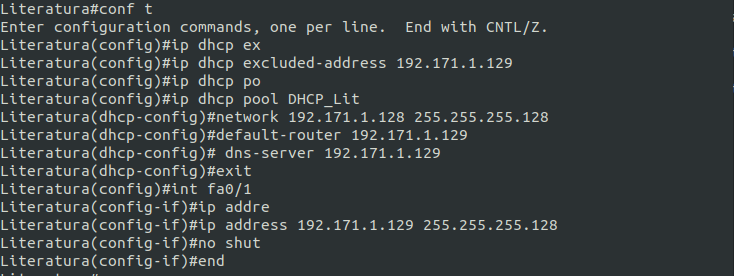 Literatura#conf t
Enter configuration commands, one per line.  End with CNTL/Z.
Literatura(config)#ip dhcp ex
Literatura(config)#ip dhcp excluded-address 192.171.1.129
Literatura(config)#ip dhcp po
Literatura(config)#ip dhcp pool DHCP_Lit
Literatura(dhcp-config)#network 192.171.1.128 255.255.255.128
Literatura(dhcp-config)#default-router 192.171.1.129
Literatura(dhcp-config)# dns-server 192.171.1.129
Literatura(dhcp-config)#exit
Literatura(config)#int fa0/1
Literatura(config-if)#ip addre
Literatura(config-if)#ip address 192.171.1.129 255.255.255.128
Literatura(config-if)#no shut
Literatura(config-if)#end